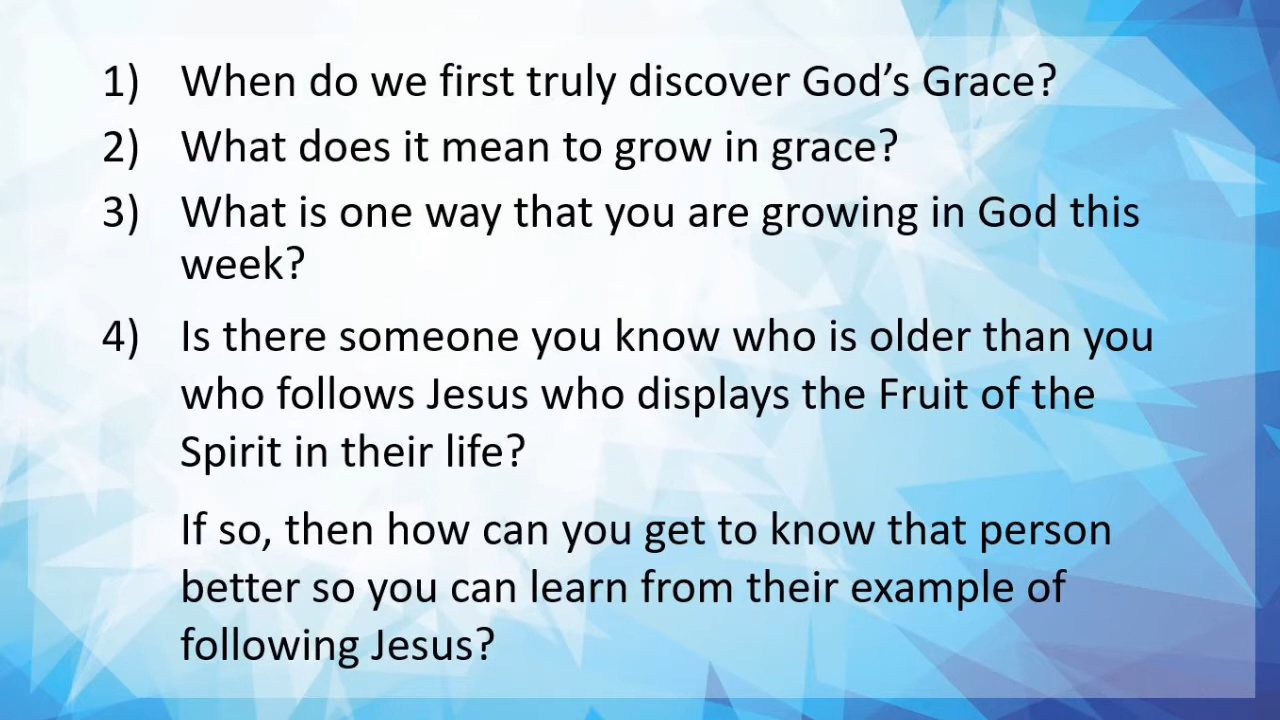 1) When do we first truly discover God’s Grace?
2) What does it mean to grow in grace?
3) What is one way that you are growing in God this
week?
4) Is there someone you know who is older than you
who follows Jesus who displays the Fruit of the
Spirit in their life?
If so, then how can you get to know that person
better so you can learn from their example of
following Jesus?